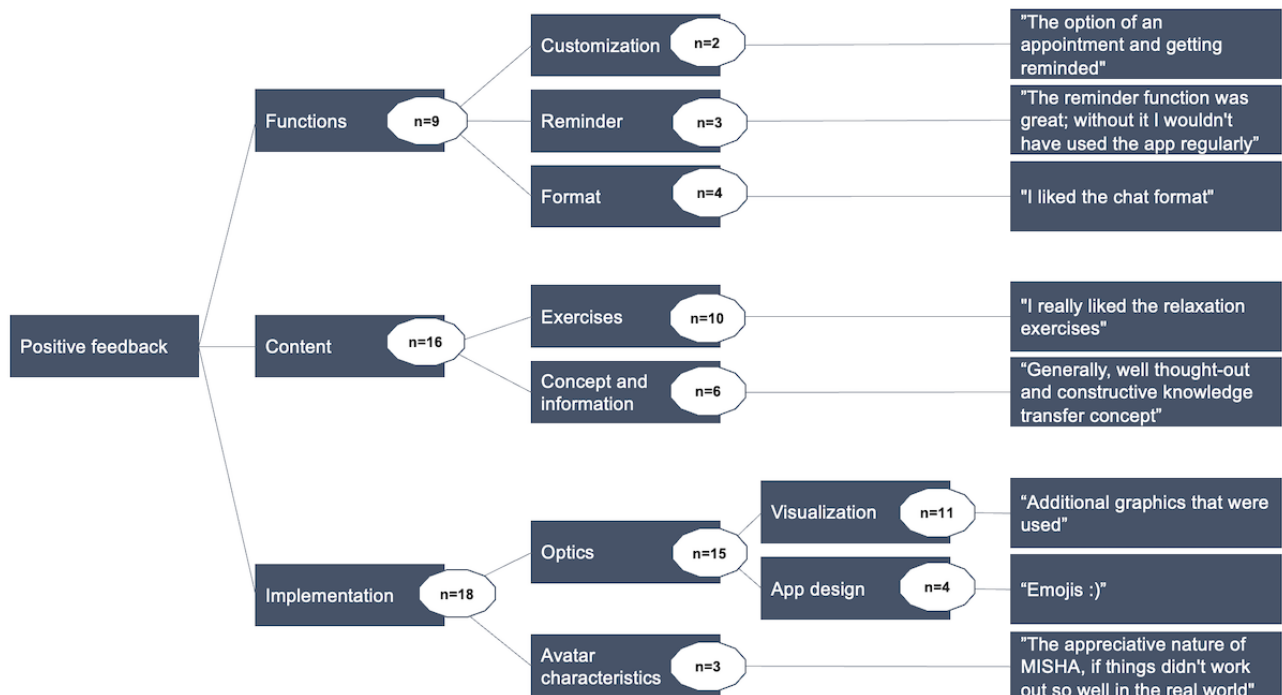 Positive feedback
Functions
n=9
Customization
n=2
"The option of an
appointment and getting
reminded"
Reminder
n=3
"The reminder function was
great; without it I wouldn't
have used the app regularly”
Format
n=4
"I liked the chat format"
Content
n=16
Exercises
n=10
"I really liked the relaxation
exercises"
Concept and
information
n=6
“Generally, well thought-out
and constructive knowledge
transfer concept”
Implementation
n=18
Optics
n=15
Visualization
n=11
“Additional graphics that were
used”
App design
n=4
“Emojis :)”
Avatar
characteristics
n=3
"The appreciative nature of
MISHA, if things didn't work
out so well in the real world"